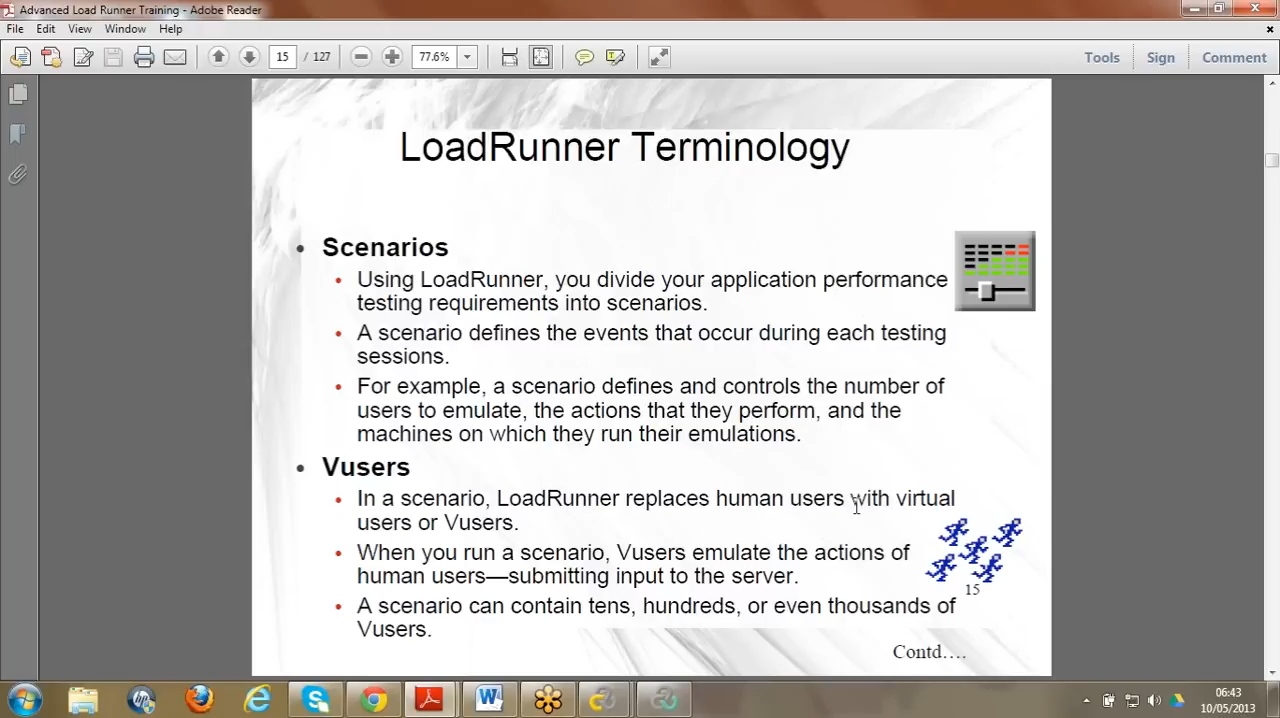 Advanced Load Runner Training - Adobe Reader
File Edit View Window Help
15 / 127 77.6% Tools Sign Comment
LoadRunner Terminology
• Scenarios
• Using LoadRunner, you divide your application performance
testing requirements into scenarios.
• A scenario defines the events that occur during each testing
sessions.
• For example, a scenario defines and controls the number of
users to emulate, the actions that they perform, and the
machines on which they run their emulations.
• Vusers
• In a scenario, LoadRunner replaces human users with virtual
users or Vusers.
• When you run a scenario, Vusers emulate the actions of
human users—submitting input to the server.
15
• A scenario can contain tens, hundreds, or even thousands of
Vusers.
Contd....
06:43
10/05/2013